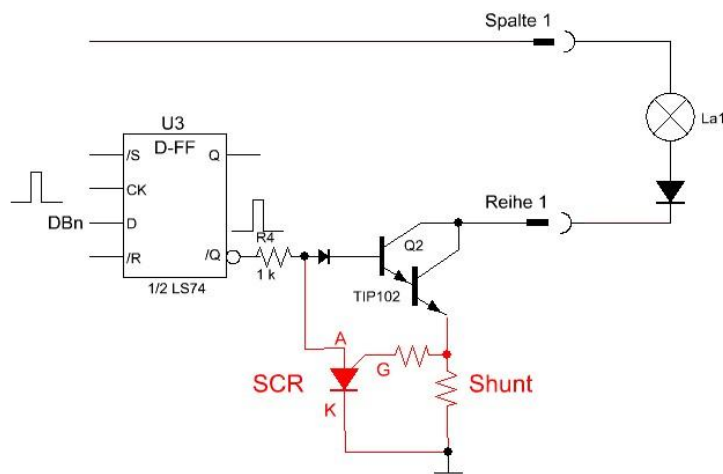 Spalte 1
La1
U3
D-FF
/S
Q
CK
DBn
D
/R
/Q
R4
1 k
1/2 LS74
Reihe 1
Q2
TIP102
A
G
SCR
K
Shunt